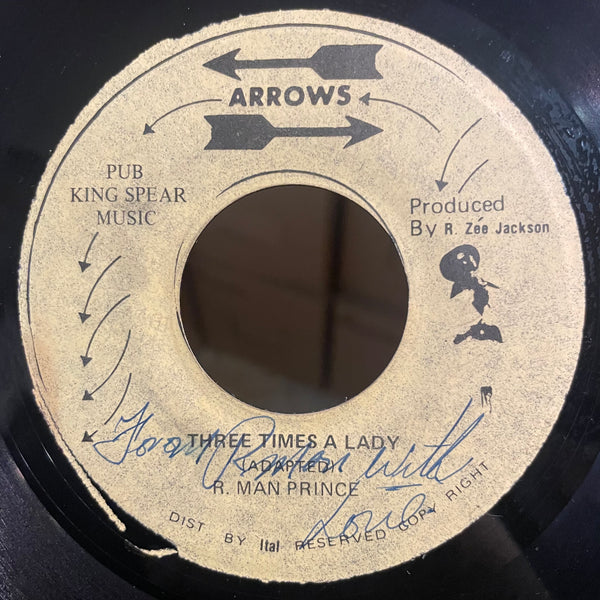 ARROWS
PUB
KING SPEAR
MUSIC
Produced
By R. Zée Jackson
THREE TIMES A LADY
(ADAPTED)
R. MAN PRINCE
From with
Love
DIST BY Ital RESERVED COPY RIGHT